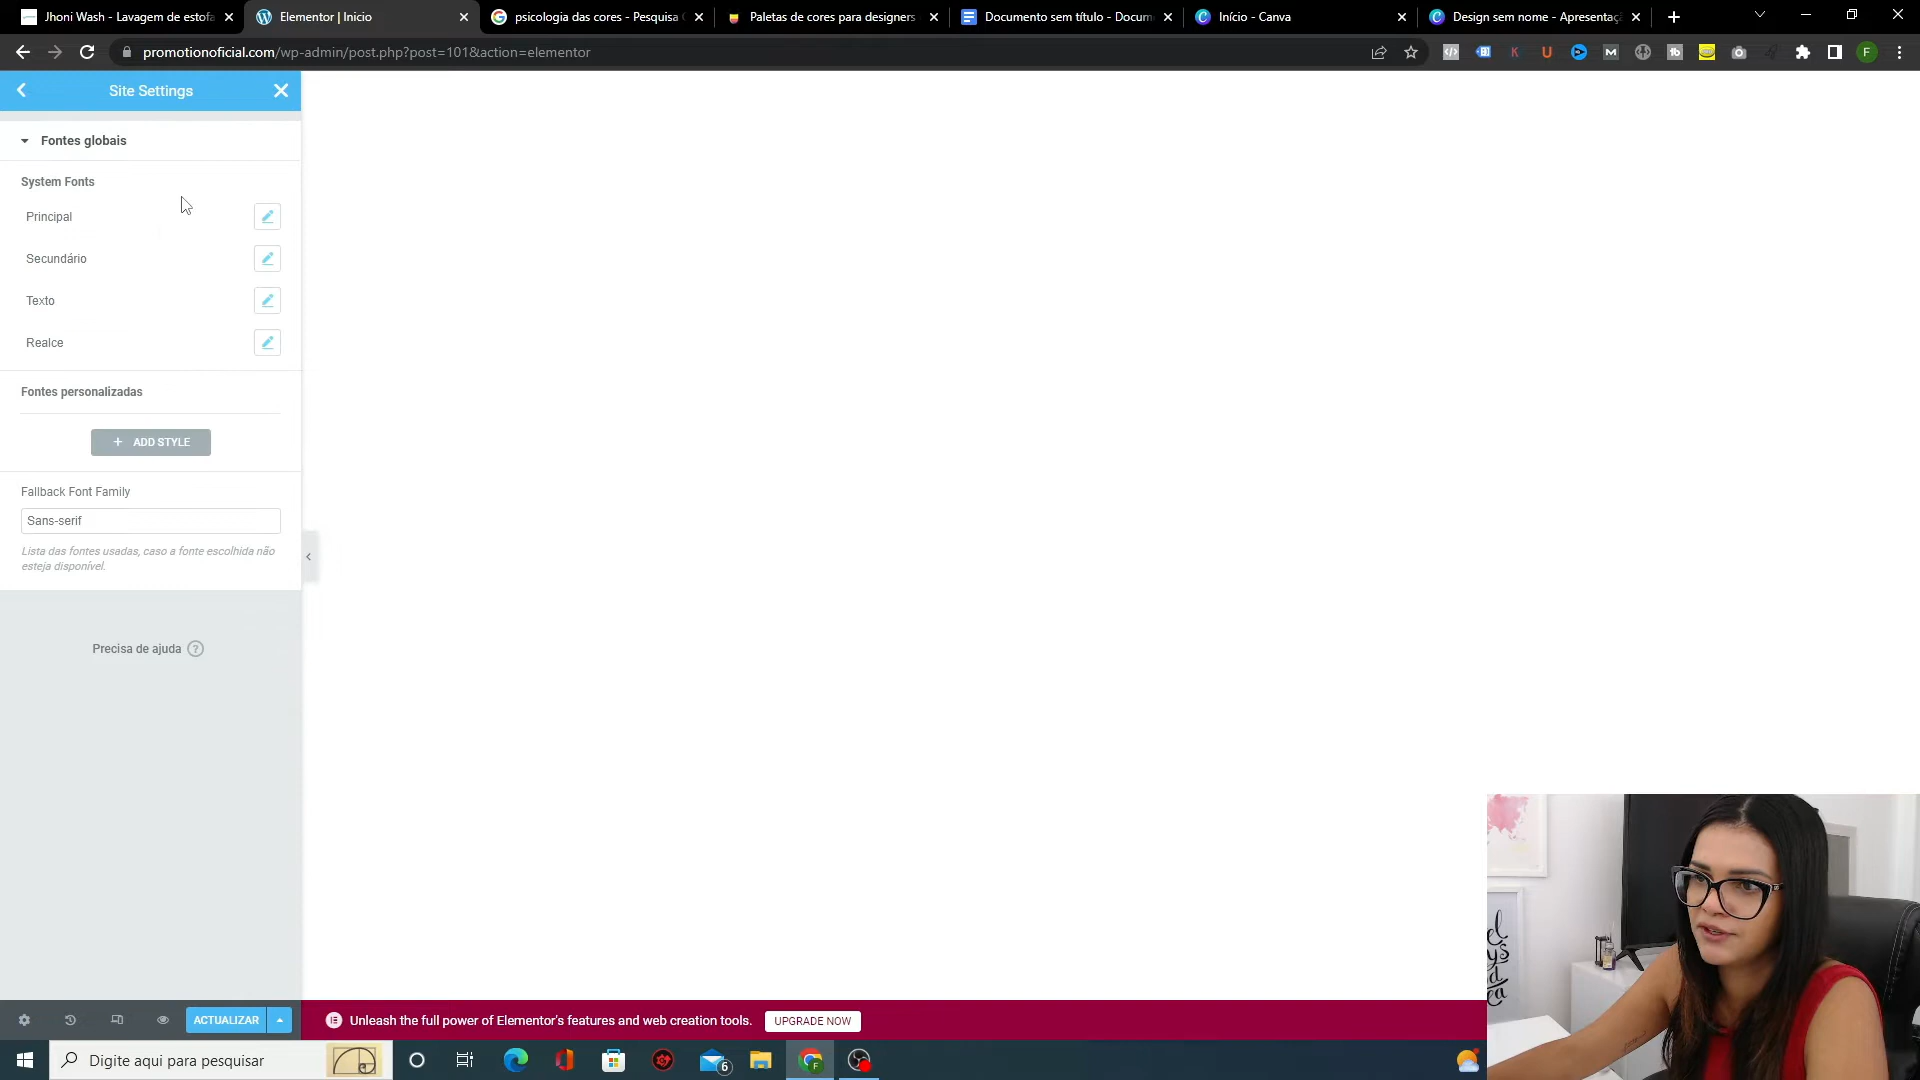 Jhoni Wash - Lavagem de estofa
Elementor | Inicio
psicologia das cores - Pesquisa
Paletas de cores para designers
Documento sem título - Docum
Início - Canva
Design sem nome - Apresentaç
promotionoficial.com/wp-admin/post.php?post=101&action=elementor
Site Settings
Fontes globais
System Fonts
Principal
Secundário
Texto
Realce
Fontes personalizadas
+ ADD STYLE
Fallback Font Family
Sans-serif
Lista das fontes usadas, caso a fonte escolhida não
esteja disponível.
Precisa de ajuda ?
ACTUALIZAR
Unleash the full power of Elementor's features and web creation tools.
UPGRADE NOW
Digite aqui para pesquisar
6